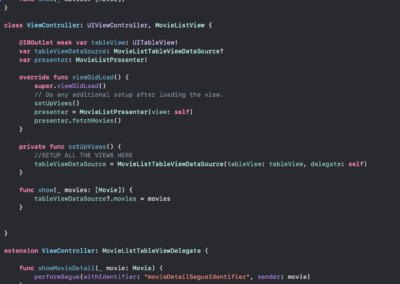 func show(_ movies: [Movie])
}
class ViewController: UIViewController, MovieListView {
@IBOutlet weak var tableView: UITableView!
var tableViewDataSource: MovieListTableViewDataSource?
var presenter: MovieListPresenter!
override func viewDidLoad() {
super.viewDidLoad()
// Do any additional setup after loading the view.
setUpViews()
presenter = MovieListPresenter(view: self)
presenter.fetchMovies()
}
private func setUpViews() {
//SETUP ALL THE VIEWS HERE
tableViewDataSource = MovieListTableViewDataSource(tableView: tableView, delegate: self)
}
func show(_ movies: [Movie]) {
tableViewDataSource?.movies = movies
}
}
extension ViewController: MovieListTableViewDelegate {
func showMovieDetail(_ movie: Movie) {
performSegue(withIdentifier: "movieDetailSegueIdentifier", sender: movie)